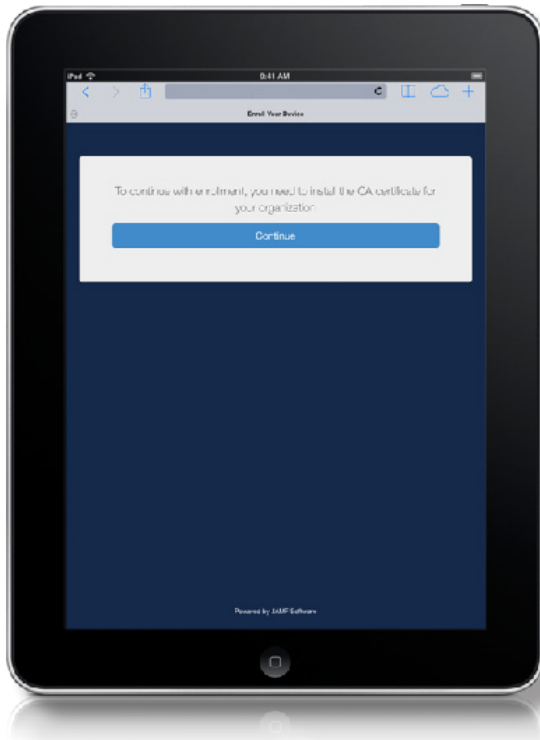 iPad
9:41 AM
Enroll Your Device
To continue with enrollment, you need to install the CA certificate for
your organization
Continue
Powered by JAMF Software